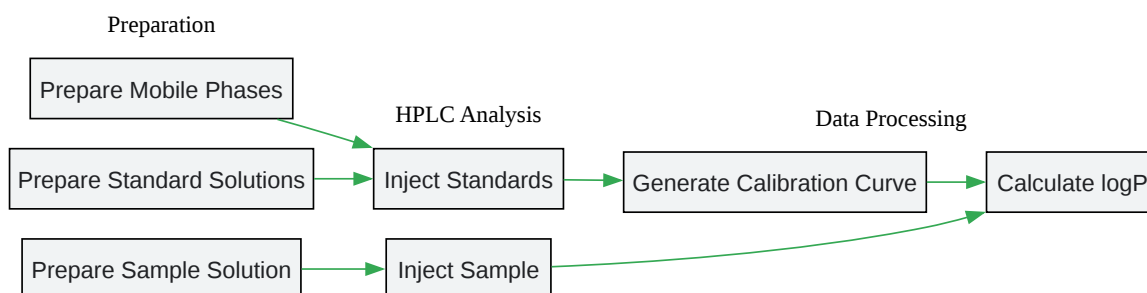 Preparation
Prepare Mobile Phases
HPLC Analysis
Data Processing
Prepare Standard Solutions
Inject Standards
Generate Calibration Curve
Calculate logP
Prepare Sample Solution
Inject Sample